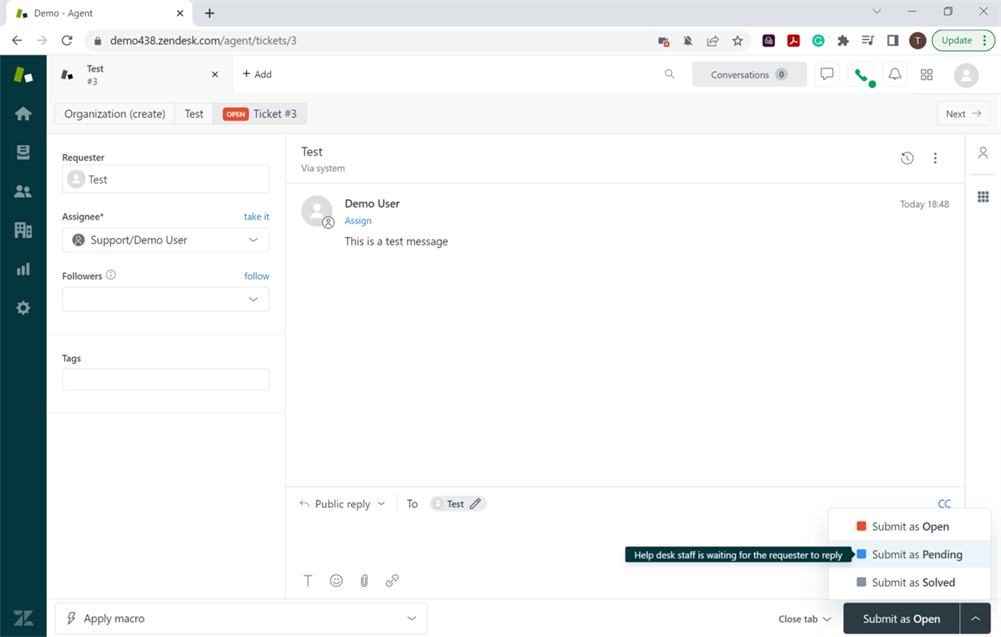 Demo - Agent
demo438.zendesk.com/agent/tickets/3
T
Update
Test
#3
+ Add
Conversations 0
Organization (create)
Test
OPEN Ticket #3
Next
Requester
Test
Assignee*
take it
Support/Demo User
Followers
follow
Tags
Test
Via system
Demo User
Today 18:48
Assign
This is a test message
Public reply
To
Test
CC
Submit as Open
Help desk staff is waiting for the requester to reply
Submit as Pending
Submit as Solved
T
Apply macro
Close tab
Submit as Open